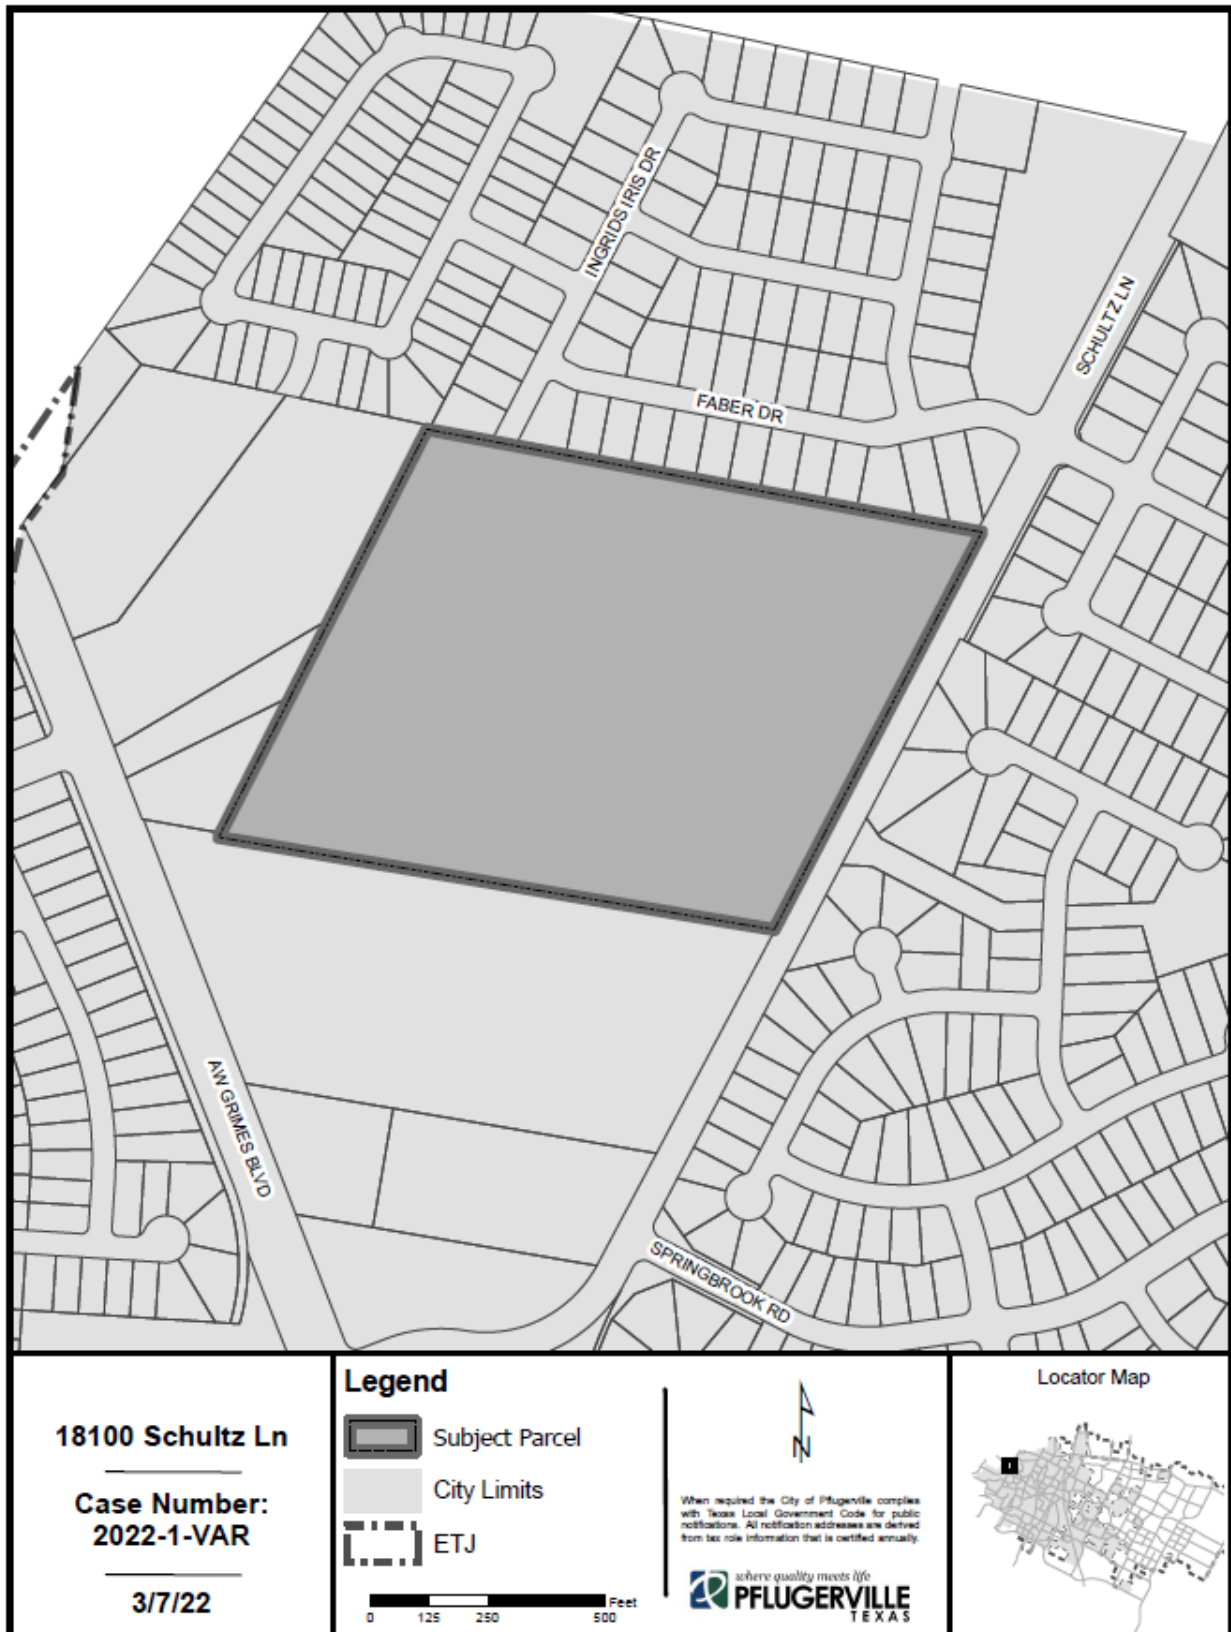 INGRIDS IRIS DR
SCHULTZ LN
FABER DR
AW GRIMES BLVD
SPRINGBROOK RD
18100 Schultz Ln
Case Number:
2022-1-VAR
3/7/22
Legend
Subject Parcel
City Limits
ETJ
0 125 250 500 Feet
N
When required the City of Pflugerville complies
with Texas Local Government Code for public
notifications. All notification addresses are derived
from tax role information that is certified annually.
where quality meets life
PFLUGERVILLE
TEXAS
Locator Map